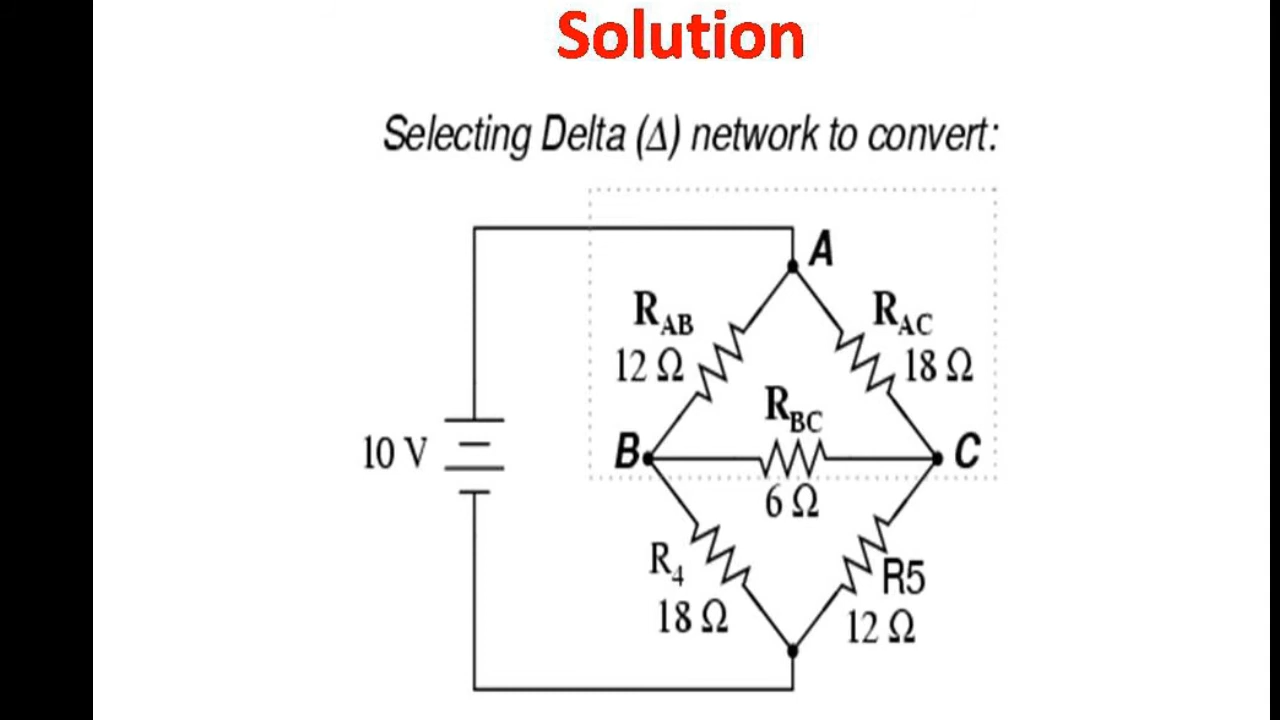 Solution
Selecting Delta (Δ) network to convert:
A
R_AB
12 Ω
R_AC
18 Ω
R_BC
10 V
B
C
6 Ω
R_4
18 Ω
R5
12 Ω